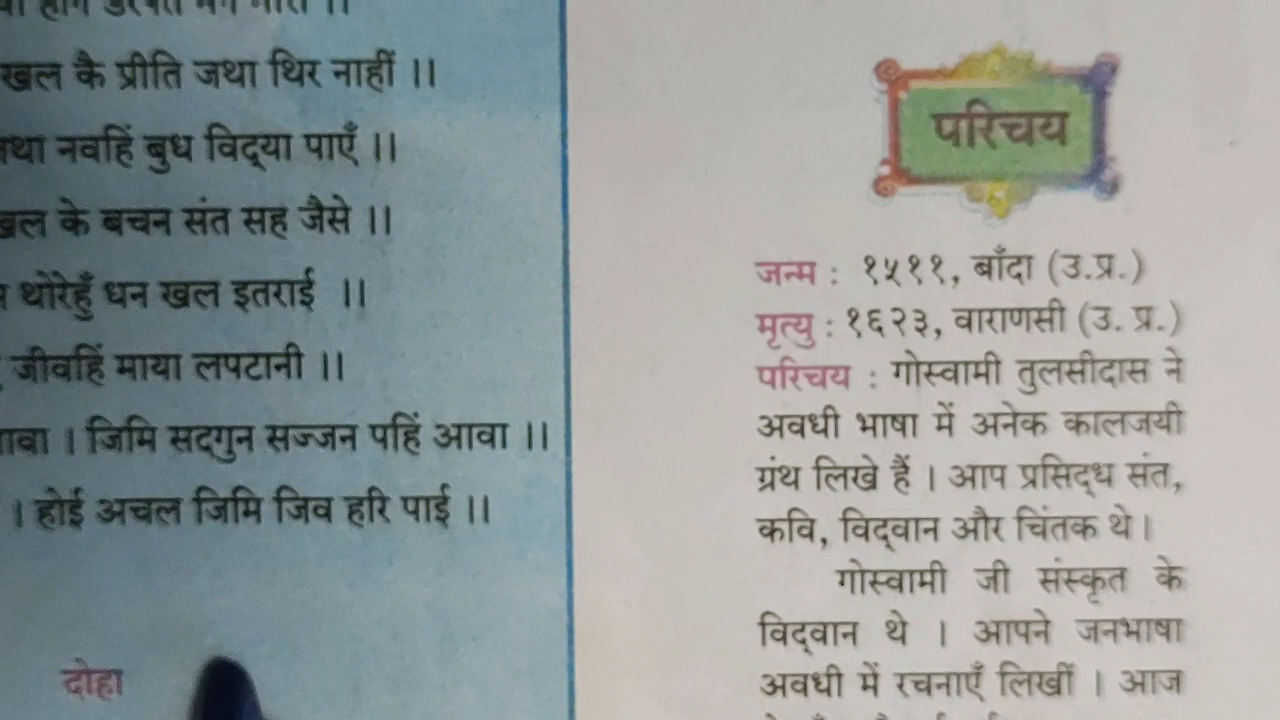 खल कै प्रीति जथा थिर नाहीं ।।
नवहिं बुध विद्‌या पाएँ ।।
के बचन संत सह जैसे ।।
थोरेहुँ धन खल इतराई ।।
जीवहिं माया लपटानी ।।
। जिमि सद्‌गुन सज्जन पहिं आवा ।।
। होई अचल जिमि जिव हरि पाई ।।
दोहा
परिचय
जन्म : १५११, बाँदा (उ.प्र.)
मृत्यु : १६२३, वाराणसी (उ. प्र.)
परिचय : गोस्वामी तुलसीदास ने
अवधी भाषा में अनेक कालजयी
ग्रंथ लिखे हैं । आप प्रसिद्‌ध संत,
कवि, विद्‌वान और चिंतक थे ।
गोस्वामी जी संस्कृत के
विद्‌वान थे । आपने जनभाषा
अवधी में रचनाएँ लिखीं । आज